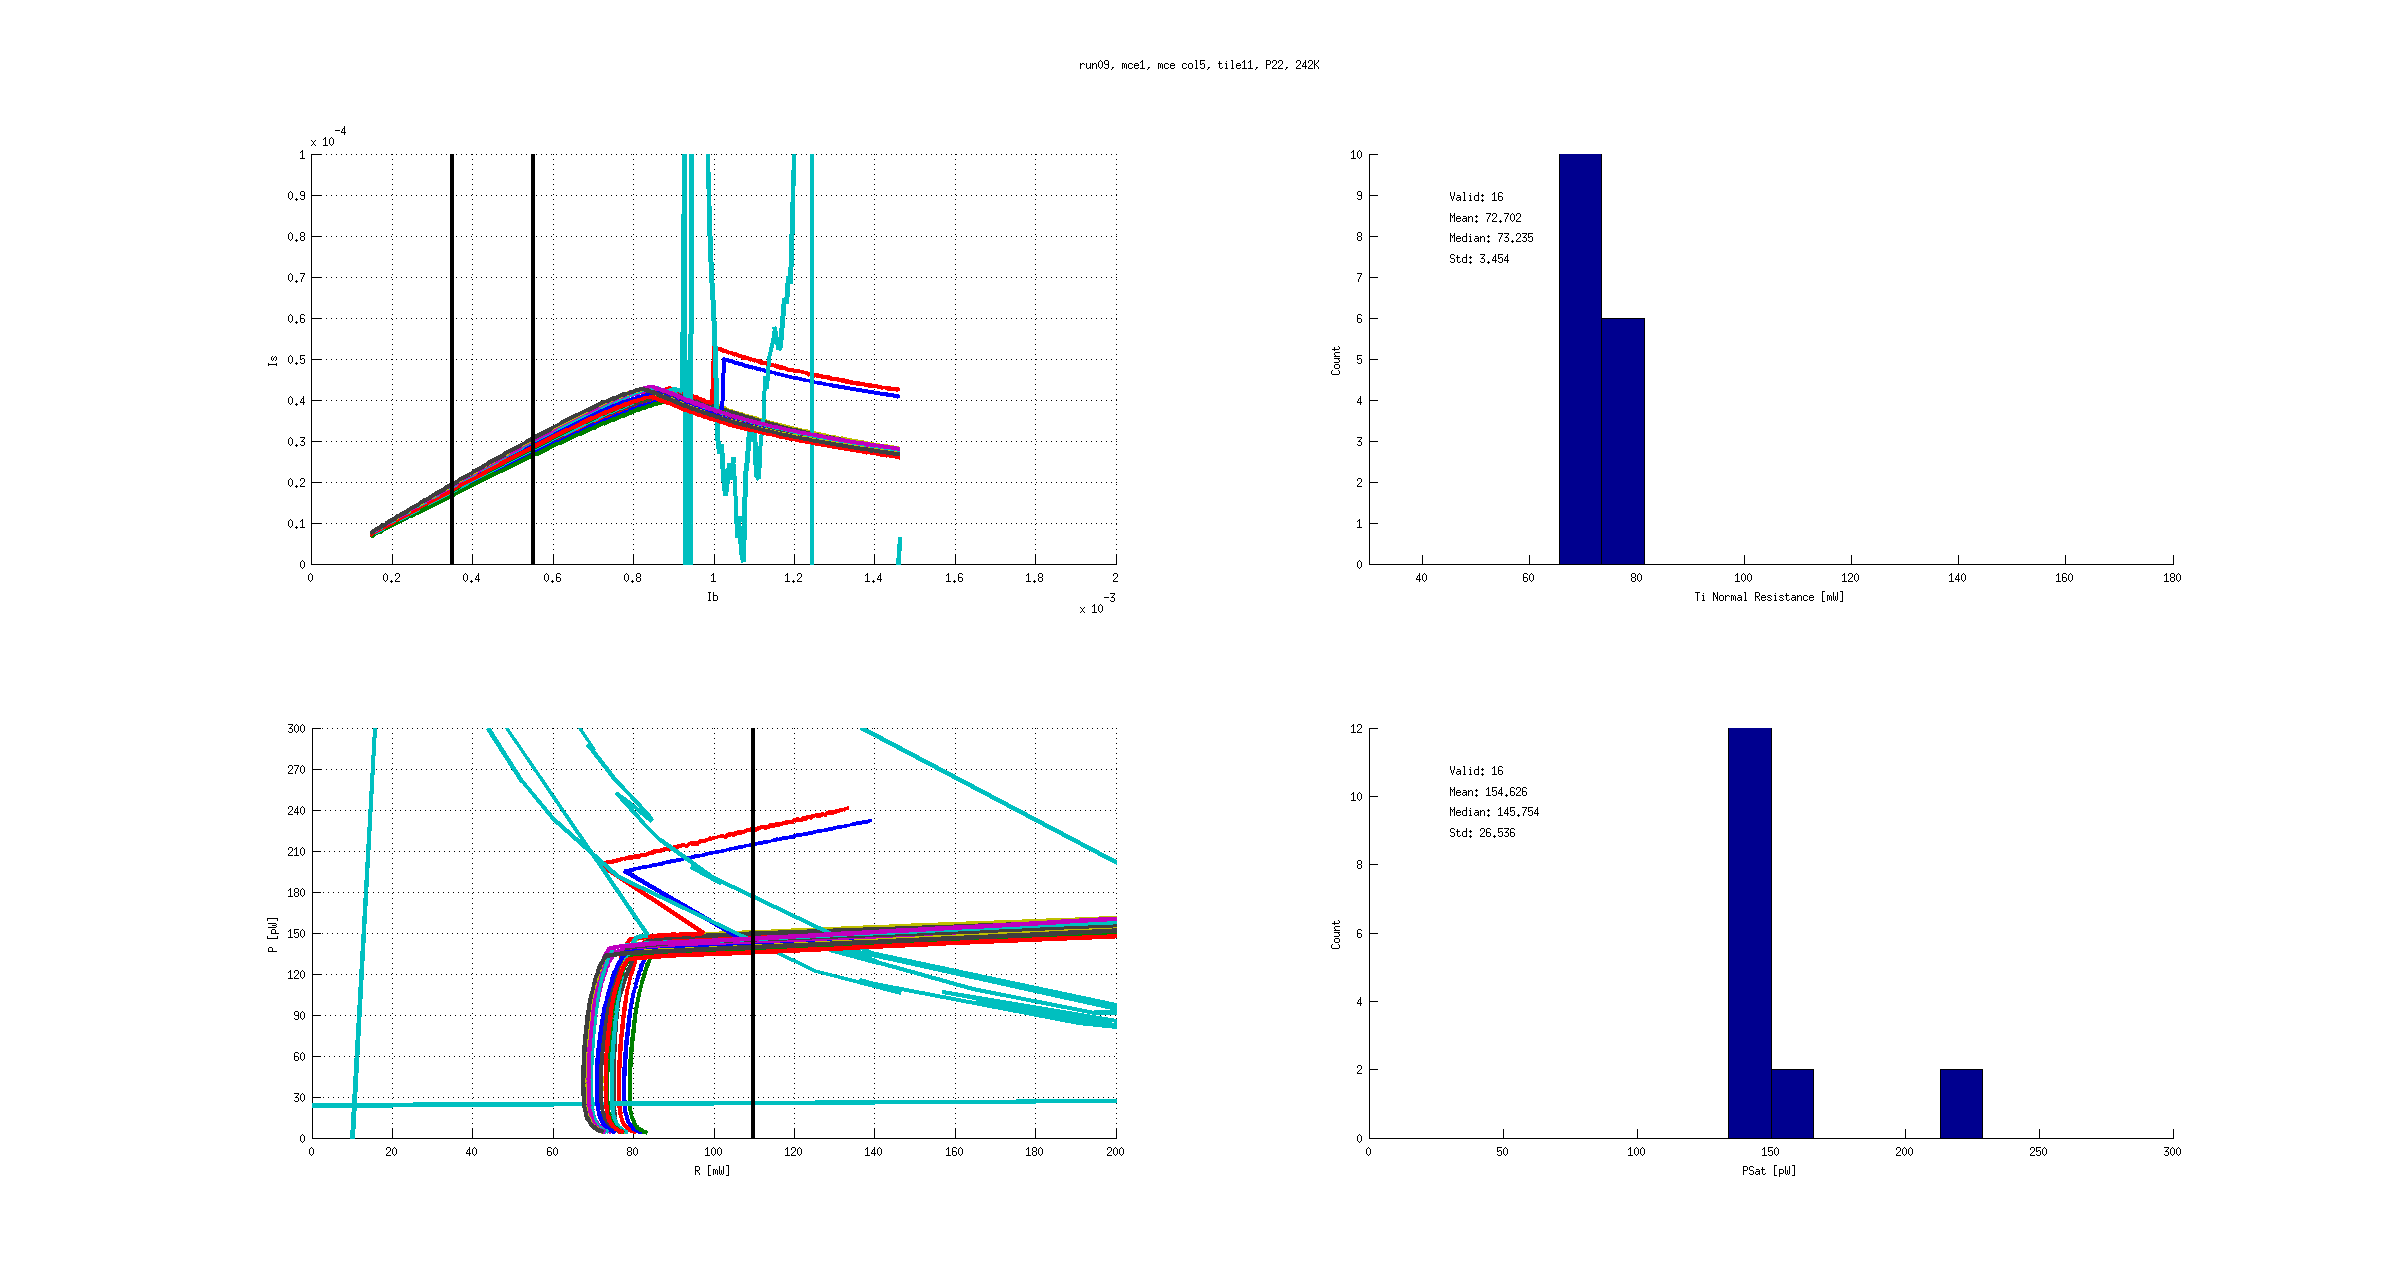 run09, mce1, mce col5, tile11, P22, 242K
x 10^-4
1
0.9
0.8
0.7
0.6
0.5
0.4
0.3
0.2
0.1
0
Is
0 0.2 0.4 0.6 0.8 1 1.2 1.4 1.6 1.8 2
Ib
x 10^-3
10
9
8
7
6
5
4
3
2
1
0
Count
Valid: 16
Mean: 72.702
Median: 73.235
Std: 3.454
40 60 80 100 120 140 160 180
Ti Normal Resistance [mW]
300
270
240
210
180
150
120
90
60
30
0
P [pW]
0 20 40 60 80 100 120 140 160 180 200
R [mW]
12
10
8
6
4
2
0
Count
Valid: 16
Mean: 154.626
Median: 145.754
Std: 26.536
0 50 100 150 200 250 300
PSat [pW]